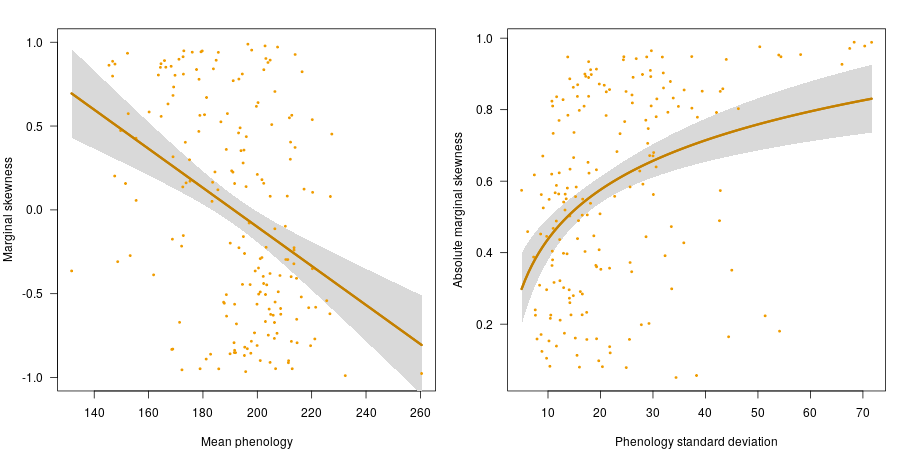 Marginal skewness
1.0
0.5
0.0
-0.5
-1.0
140 160 180 200 220 240 260
Mean phenology
Absolute marginal skewness
1.0
0.8
0.6
0.4
0.2
10 20 30 40 50 60 70
Phenology standard deviation